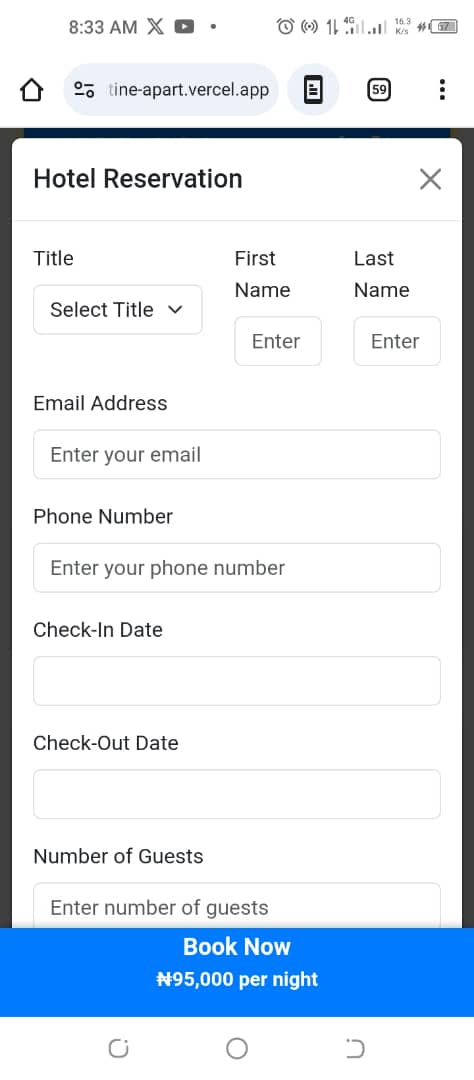 8:33 AM
4G
16.3
K/s
57
tine-apart.vercel.app
59
Hotel Reservation
Title
First Name
Last Name
Select Title
Enter
Enter
Email Address
Enter your email
Phone Number
Enter your phone number
Check-In Date
Check-Out Date
Number of Guests
Enter number of guests
Book Now
₦95,000 per night